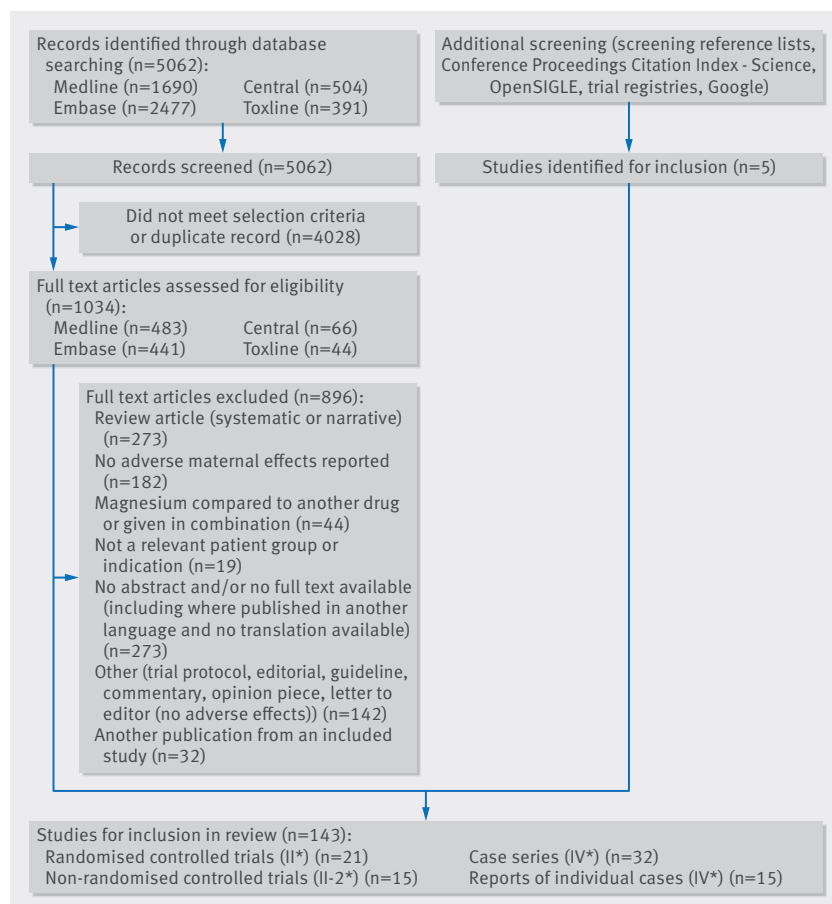 Records identified through database
searching (n=5062):
Medline (n=1690) Central (n=504)
Embase (n=2477) Toxline (n=391)
Additional screening (screening reference lists,
Conference Proceedings Citation Index - Science,
OpenSIGLE, trial registries, Google)
Records screened (n=5062)
Studies identified for inclusion (n=5)
Did not meet selection criteria
or duplicate record (n=4028)
Full text articles assessed for eligibility
(n=1034):
Medline (n=483) Central (n=66)
Embase (n=441) Toxline (n=44)
Full text articles excluded (n=896):
Review article (systematic or narrative)
(n=273)
No adverse maternal effects reported
(n=182)
Magnesium compared to another drug
or given in combination (n=44)
Not a relevant patient group or
indication (n=19)
No abstract and/or no full text available
(including where published in another
language and no translation available)
(n=273)
Other (trial protocol, editorial, guideline,
commentary, opinion piece, letter to
editor (no adverse effects)) (n=142)
Another publication from an included
study (n=32)
Studies for inclusion in review (n=143):
Randomised controlled trials (II*) (n=21) Case series (IV*) (n=32)
Non-randomised controlled trials (II-2*) (n=15) Reports of individual cases (IV*) (n=15)